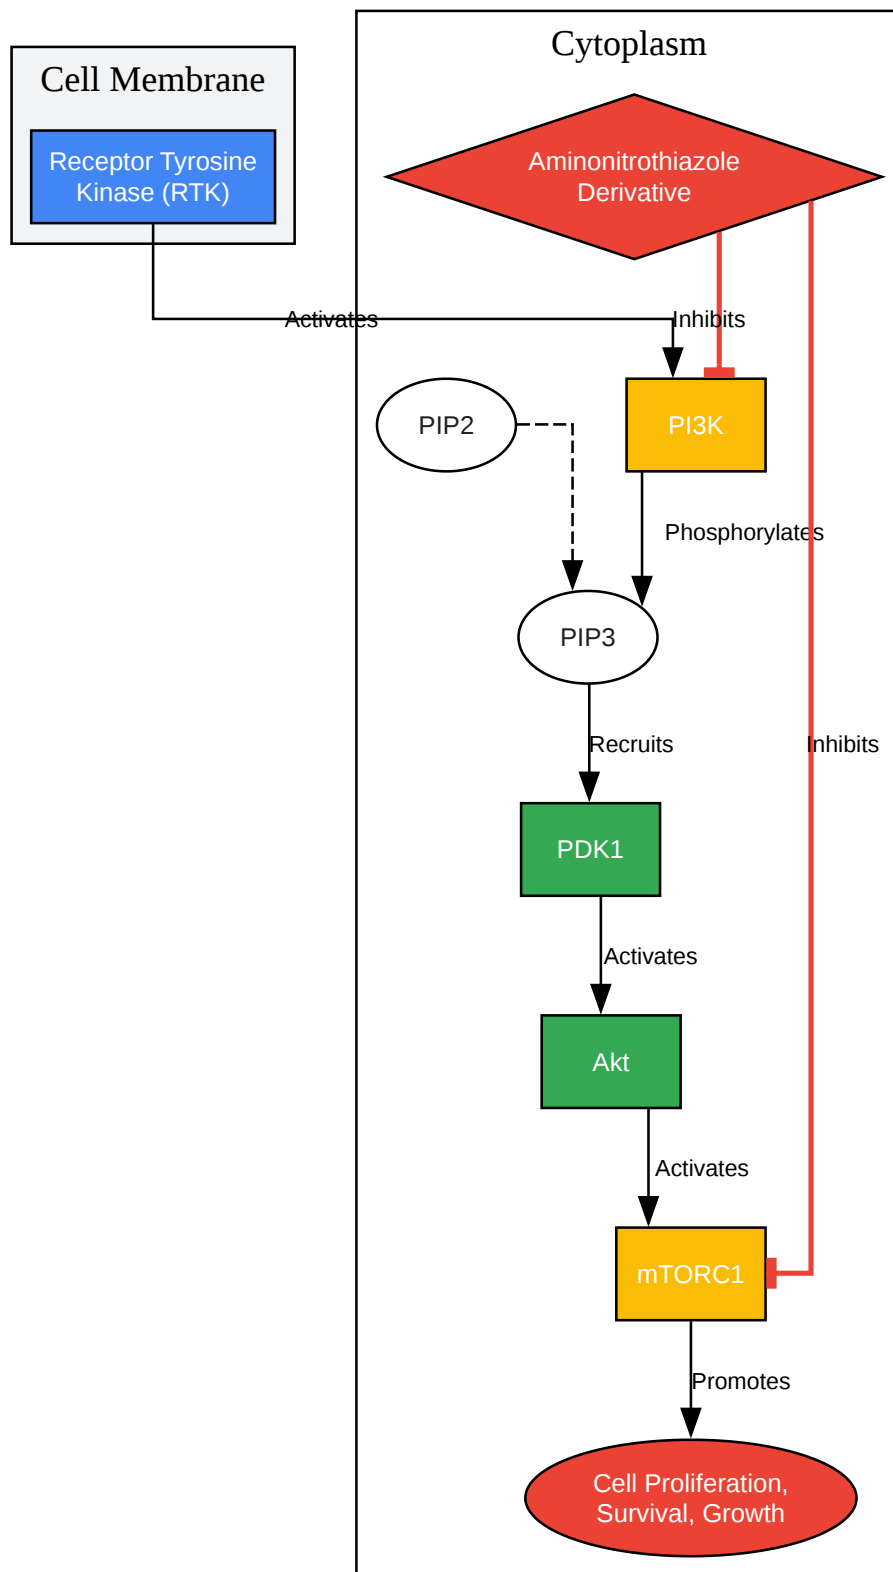 Cytoplasm
Cell Membrane
Aminonitrothiazole
Derivative
Receptor Tyrosine
Kinase (RTK)
Activates
Inhibits
PIP2
PI3K
Phosphorylates
PIP3
Recruits
Inhibits
PDK1
Activates
Akt
Activates
mTORC1
Promotes
Cell Proliferation,
Survival, Growth